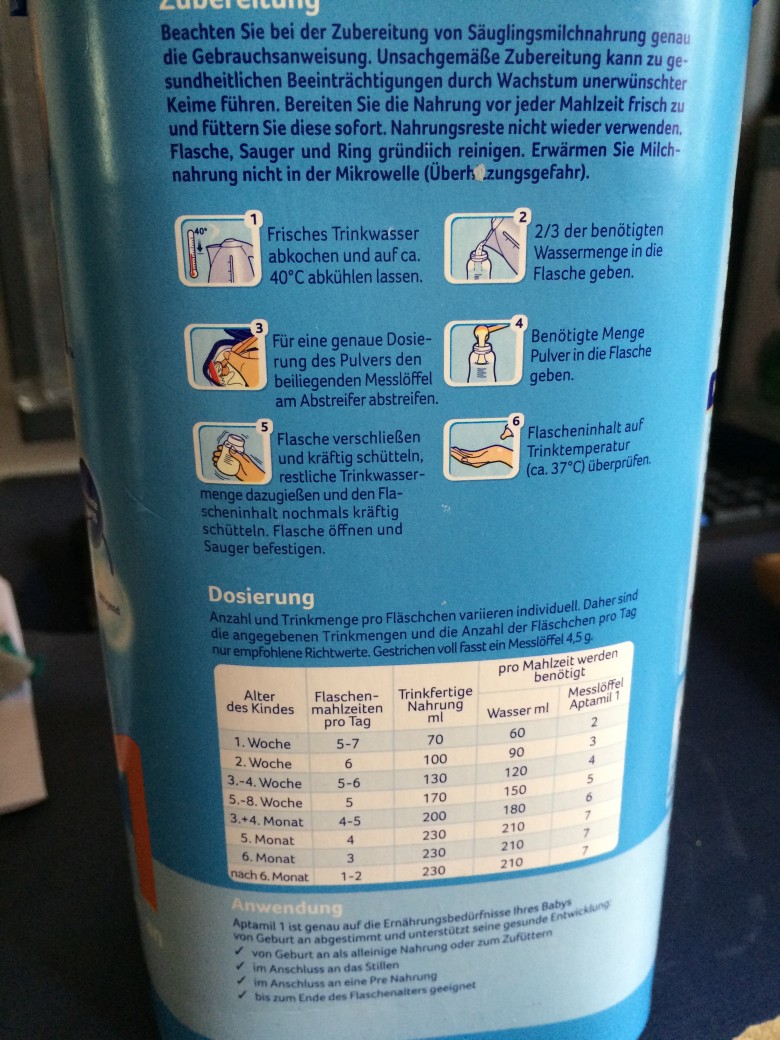 Zubereitung
Beachten Sie bei der Zubereitung von Säuglingsmilchnahrung genau
die Gebrauchsanweisung. Unsachgemäße Zubereitung kann zu ge-
sundheitlichen Beeinträchtigungen durch Wachstum unerwünschter
Keime führen. Bereiten Sie die Nahrung vor jeder Mahlzeit frisch zu
und füttern Sie diese sofort. Nahrungsreste nicht wieder verwenden.
Flasche, Sauger und Ring gründlich reinigen. Erwärmen Sie Milch-
nahrung nicht in der Mikrowelle (Überhitzungsgefahr).
40°
1
Frisches Trinkwasser
abkochen und auf ca.
40°C abkühlen lassen.
2
2/3 der benötigten
Wassermenge in die
Flasche geben.
3
Für eine genaue Dosie-
rung des Pulvers den
beiliegenden Messlöffel
am Abstreifer abstreifen.
4
Benötigte Menge
Pulver in die Flasche
geben.
5
Flasche verschließen
und kräftig schütteln,
restliche Trinkwasser-
menge dazugießen und den Fla-
scheninhalt nochmals kräftig
schütteln. Flasche öffnen und
Sauger befestigen.
6
Flascheninhalt auf
Trinktemperatur
(ca. 37°C) überprüfen.
Dosierung
Anzahl und Trinkmenge pro Fläschchen variieren individuell. Daher sind
die angegebenen Trinkmengen und die Anzahl der Fläschchen pro Tag
nur empfohlene Richtwerte. Gestrichen voll fasst ein Messlöffel 4,5 g.
pro Mahlzeit werden
benötigt
Alter
des Kindes
Flaschen-
mahlzeiten
pro Tag
Trinkfertige
Nahrung
ml
Wasser ml
Messlöffel
Aptamil 1
1. Woche 5-7 70 60 2
2. Woche 6 100 90 3
3.-4. Woche 5-6 130 120 4
5.-8. Woche 5 170 150 5
3.+4. Monat 4-5 200 180 6
5. Monat 4 230 210 7
6. Monat 3 230 210 7
nach 6. Monat 1-2 230 210 7
Anwendung
Aptamil 1 ist genau auf die Ernährungsbedürfnisse Ihres Babys
von Geburt an abgestimmt und unterstützt seine gesunde Entwicklung:
✓ von Geburt an als alleinige Nahrung oder zum Zufüttern
✓ im Anschluss an das Stillen
✓ im Anschluss an eine Pre Nahrung
✓ bis zum Ende des Flaschenalters geeignet
1